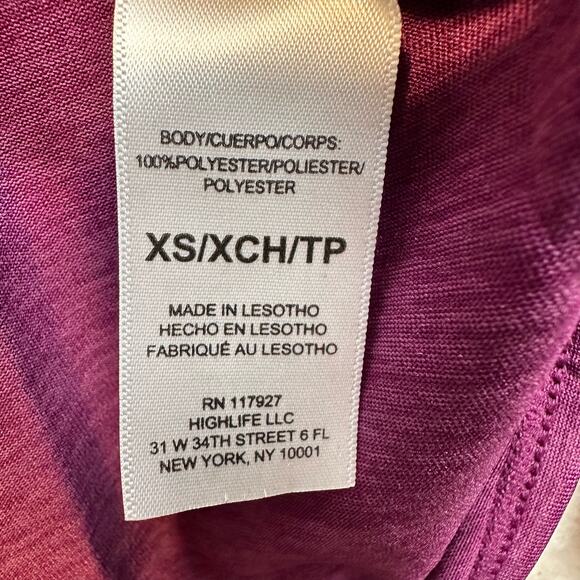 BODY/CUERPO/CORPS:
100%POLYESTER/POLIESTER/
POLYESTER
XS/XCH/TP
MADE IN LESOTHO
HECHO EN LESOTHO
FABRIQUÉ AU LESOTHO
RN 117927
HIGHLIFE LLC
31 W 34TH STREET 6 FL
NEW YORK, NY 10001